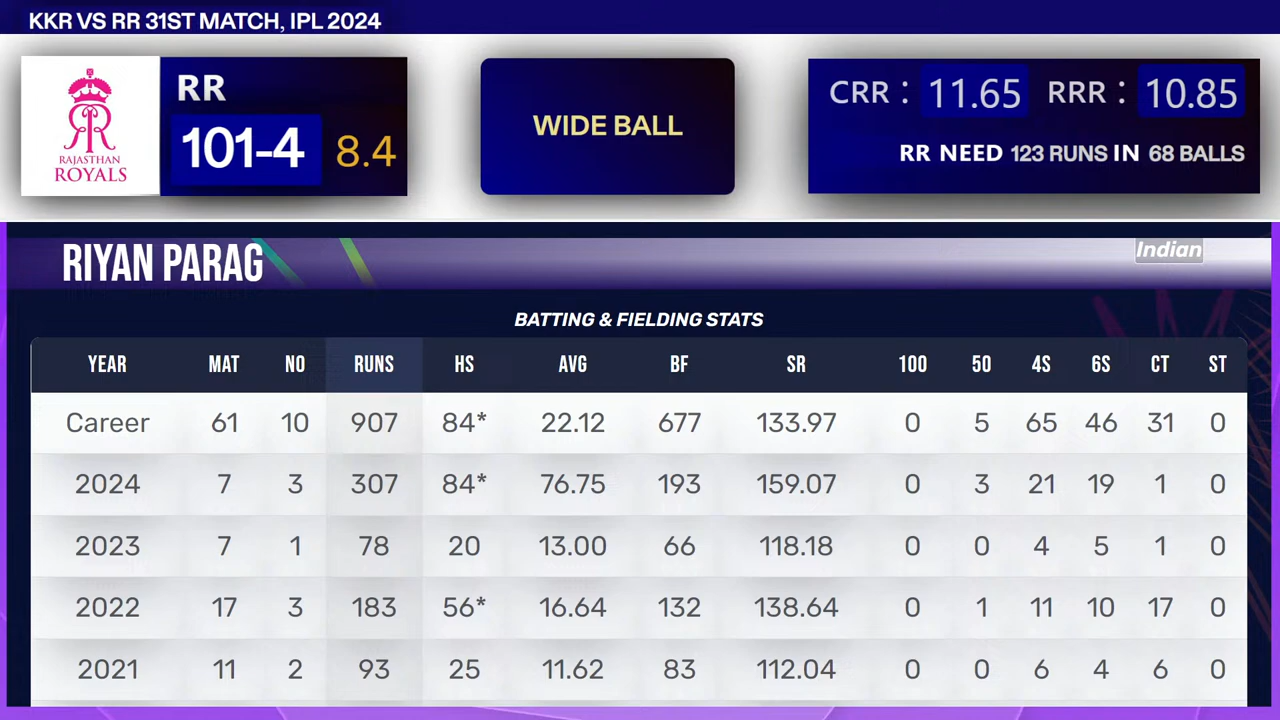 KKR VS RR 31ST MATCH, IPL 2024
RAJASTHAN
ROYALS
RR
101-4 8.4
WIDE BALL
CRR : 11.65 RRR : 10.85
RR NEED 123 RUNS IN 68 BALLS
RIYAN PARAG
Indian
BATTING & FIELDING STATS
YEAR MAT NO RUNS HS AVG BF SR 100 50 4S 6S CT ST
Career 61 10 907 84* 22.12 677 133.97 0 5 65 46 31 0
2024 7 3 307 84* 76.75 193 159.07 0 3 21 19 1 0
2023 7 1 78 20 13.00 66 118.18 0 0 4 5 1 0
2022 17 3 183 56* 16.64 132 138.64 0 1 11 10 17 0
2021 11 2 93 25 11.62 83 112.04 0 0 6 4 6 0